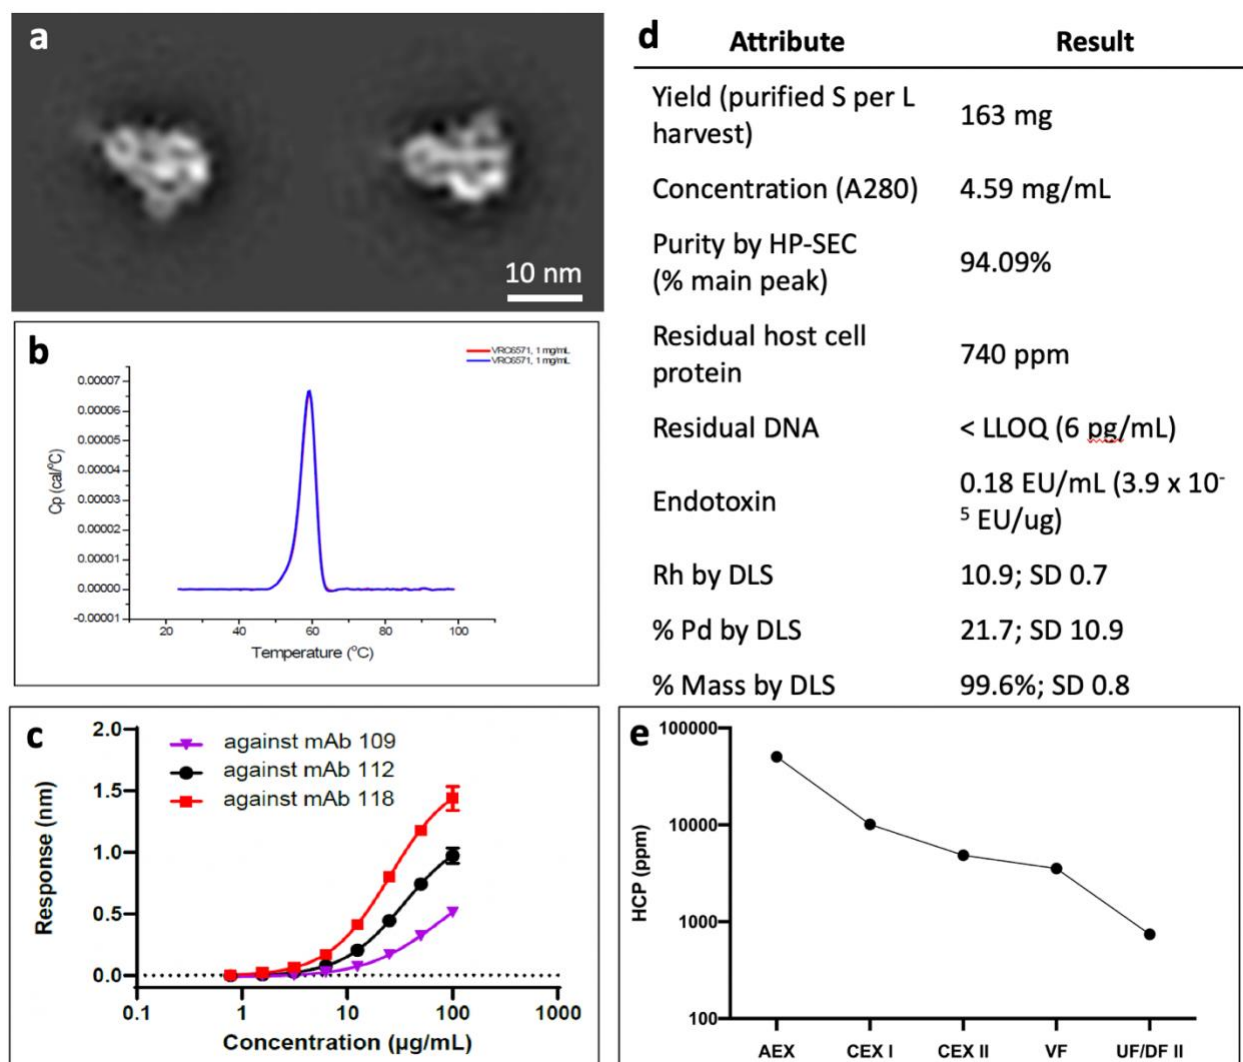 a
10 nm
b
VRC6571, 1 mg/mL
VRC6571, 1 mg/mL
0.00007
0.00006
0.00005
0.00004
0.00003
0.00002
0.00001
0.00000
-0.00001
Cp (cal/°C)
20 40 60 80 100
Temperature (°C)
c
against mAb 109
against mAb 112
against mAb 118
2.0
1.5
1.0
0.5
0.0
Response (nm)
0.1 1 10 100 1000
Concentration (µg/mL)
d
Attribute Result
Yield (purified S per L
harvest)
163 mg
Concentration (A280) 4.59 mg/mL
Purity by HP-SEC
(% main peak)
94.09%
Residual host cell
protein
740 ppm
Residual DNA < LLOQ (6 pg/mL)
Endotoxin
0.18 EU/mL (3.9 x 10-
5 EU/ug)
Rh by DLS 10.9; SD 0.7
% Pd by DLS 21.7; SD 10.9
% Mass by DLS 99.6%; SD 0.8
e
100000
10000
1000
100
HCP (ppm)
AEX CEX I CEX II VF UF/DF II